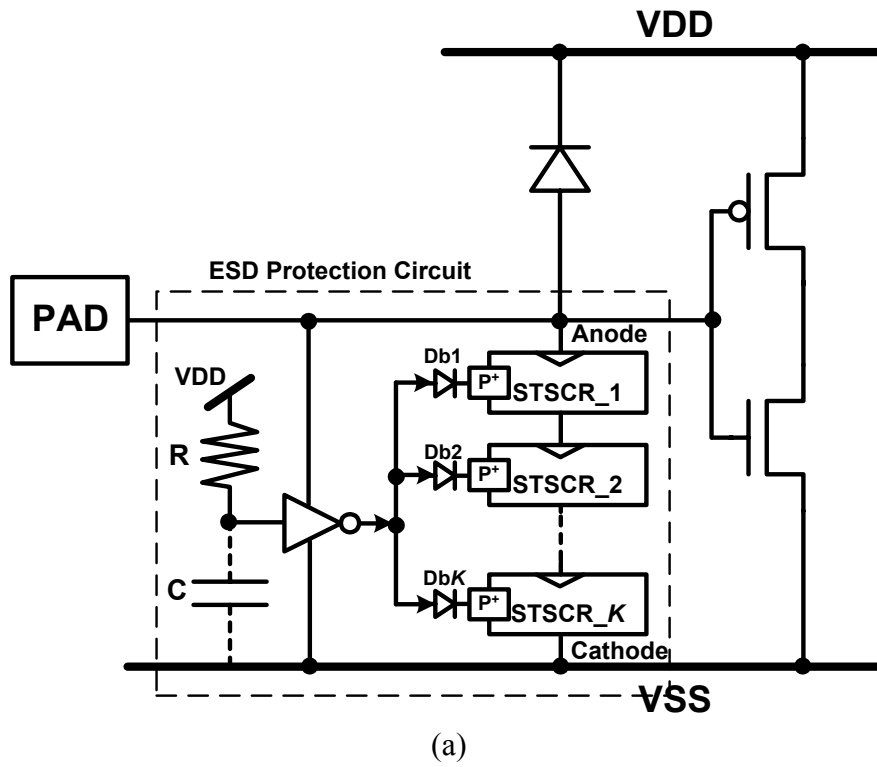 VDD
ESD Protection Circuit
PAD
Anode
VDD
Db1
P+
STSCR_1
R
Db2
P+
STSCR_2
C
DbK
P+
STSCR_K
Cathode
VSS
(a)